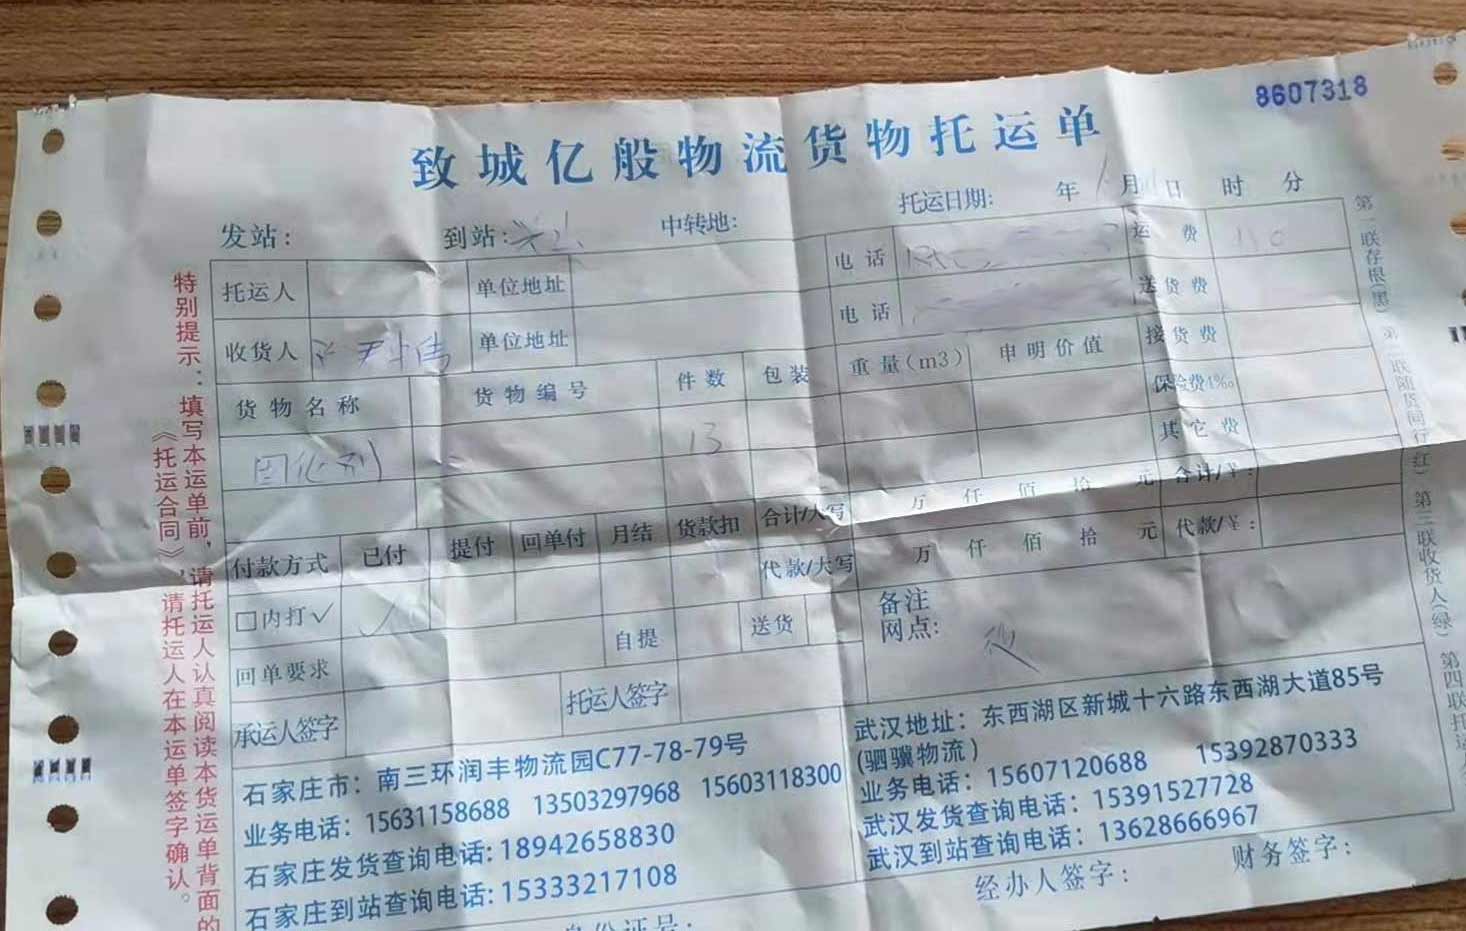 8607318
致城亿般物流货物托运单
托运日期: 年 月 日 时 分
发站: 到站: 中转地:
托运人 单位地址 电话 运费
收货人 单位地址 电话 送货费
货物名称 货物编号 件数 包装 重量(m3) 申明价值 接货费
保险费1‰
固化剂 13 其它费
付款方式 已付 提付 回单付 月结 货款扣 合计/大写 万 仟 佰 拾 元 合计/¥:
代款/大写 万 仟 佰 拾 元 代款/¥:
□内打✓ ✓
回单要求 自提 送货 备注
网点:
承运人签字 托运人签字
石家庄市: 南三环润丰物流园C77-78-79号
业务电话: 15631158688 13503297968 15603118300
石家庄发货查询电话: 18942658830
石家庄到站查询电话: 15333217108
武汉地址: 东西湖区新城十六路东西湖大道85号
(驷骥物流)
业务电话: 15607120688 15392870333
武汉发货查询电话: 15391527728
武汉到站查询电话: 13628666967
经办人签字: 财务签字:
身份证号:
特别提示: 填写本运单前,请托运人认真阅读本货运单背面的
《托运合同》,请托运人在本运单签字确认。
第一联存根(黑) 第二联随货同行(红) 第三联收货人(绿) 第四联托运